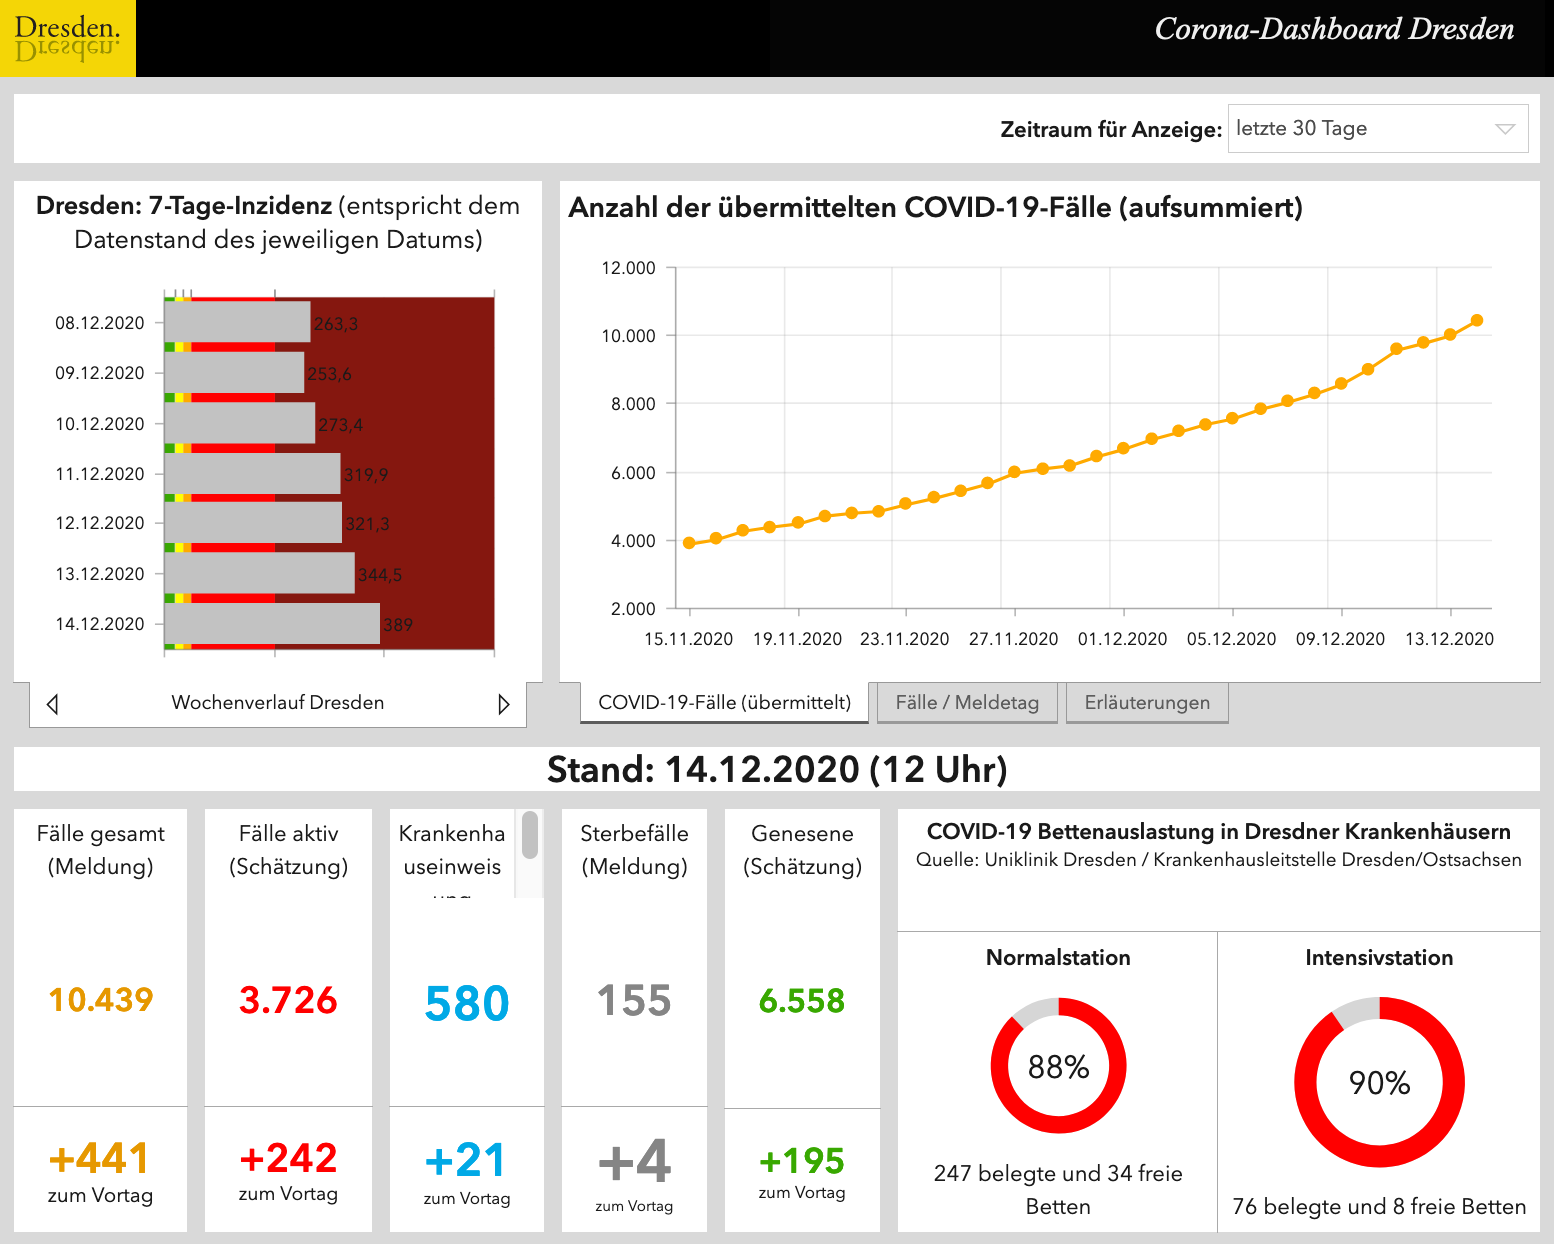 Dresden.
Corona-Dashboard Dresden
Zeitraum für Anzeige: letzte 30 Tage
Dresden: 7-Tage-Inzidenz (entspricht dem
Datenstand des jeweiligen Datums)
08.12.2020 263,3
09.12.2020 253,6
10.12.2020 273,4
11.12.2020 319,9
12.12.2020 321,3
13.12.2020 344,5
14.12.2020 389
Wochenverlauf Dresden
Anzahl der übermittelten COVID-19-Fälle (aufsummiert)
12.000
10.000
8.000
6.000
4.000
2.000
15.11.2020 19.11.2020 23.11.2020 27.11.2020 01.12.2020 05.12.2020 09.12.2020 13.12.2020
COVID-19-Fälle (übermittelt) Fälle / Meldetag Erläuterungen
Stand: 14.12.2020 (12 Uhr)
Fälle gesamt
(Meldung)
10.439
+441
zum Vortag
Fälle aktiv
(Schätzung)
3.726
+242
zum Vortag
Krankenha
useinweis
ung
580
+21
zum Vortag
Sterbefälle
(Meldung)
155
+4
zum Vortag
Genesene
(Schätzung)
6.558
+195
zum Vortag
COVID-19 Bettenauslastung in Dresdner Krankenhäusern
Quelle: Uniklinik Dresden / Krankenhausleitstelle Dresden/Ostsachsen
Normalstation
88%
247 belegte und 34 freie
Betten
Intensivstation
90%
76 belegte und 8 freie Betten